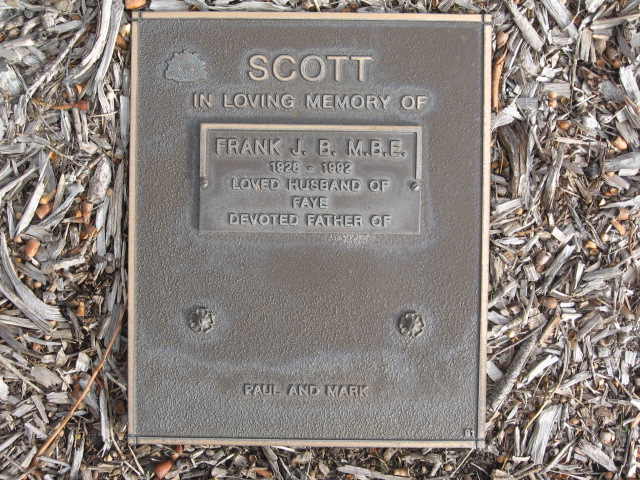 SCOTT
IN LOVING MEMORY OF
FRANK J. B. M.B.E.
1928 - 1992
LOVED HUSBAND OF
FAYE
DEVOTED FATHER OF
PAUL AND MARK